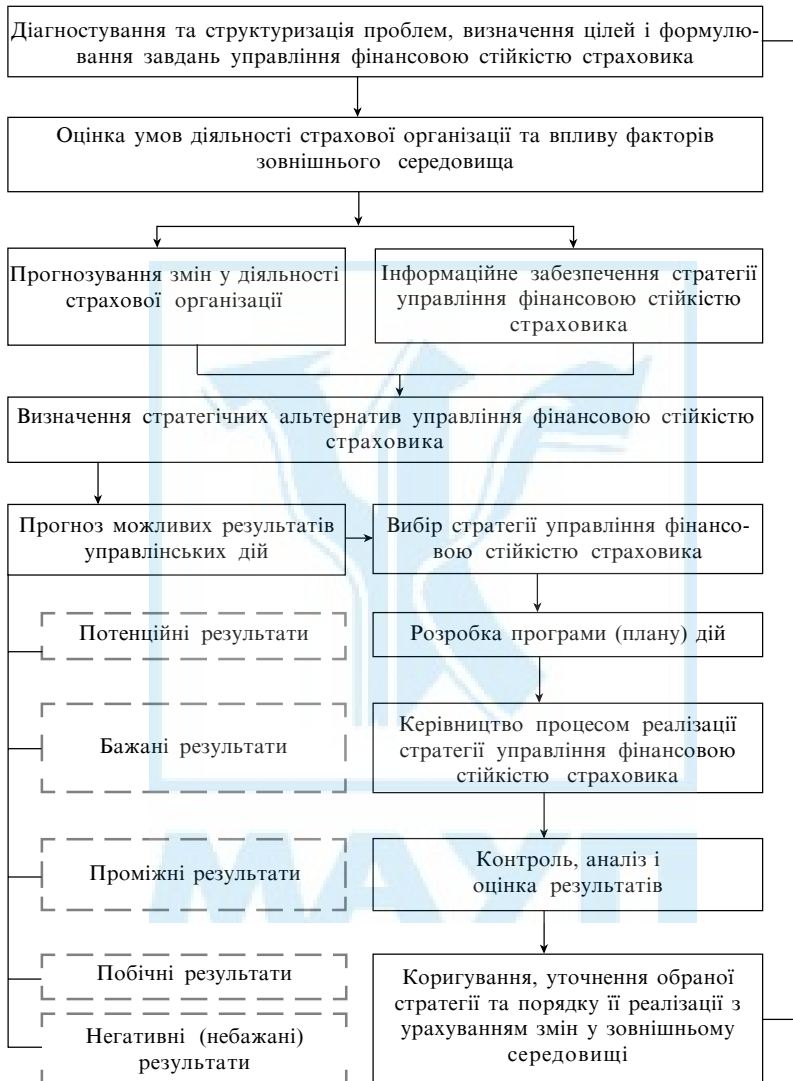 Діагностування та структуризація проблем, визначення цілей і формулю-
вання завдань управління фінансовою стійкістю страховика
Оцінка умов діяльності страхової організації та впливу факторів
зовнішнього середовища
Прогнозування змін у діяльності
страхової організації
Інформаційне забезпечення стратегії
управління фінансовою стійкістю
страховика
Визначення стратегічних альтернатив управління фінансовою стійкістю
страховика
Прогноз можливих результатів
управлінських дій
Вибір стратегії управління фінансо-
вою стійкістю страховика
Потенційні результати
Розробка програми (плану) дій
Бажані результати
Керівництво процесом реалізації
стратегії управління фінансовою
стійкістю страховика
Проміжні результати
Контроль, аналіз і
оцінка результатів
Побічні результати
Негативні (небажані)
результати
Коригування, уточнення обраної
стратегії та порядку її реалізації з
урахуванням змін у зовнішньому
середовищі
МАУП